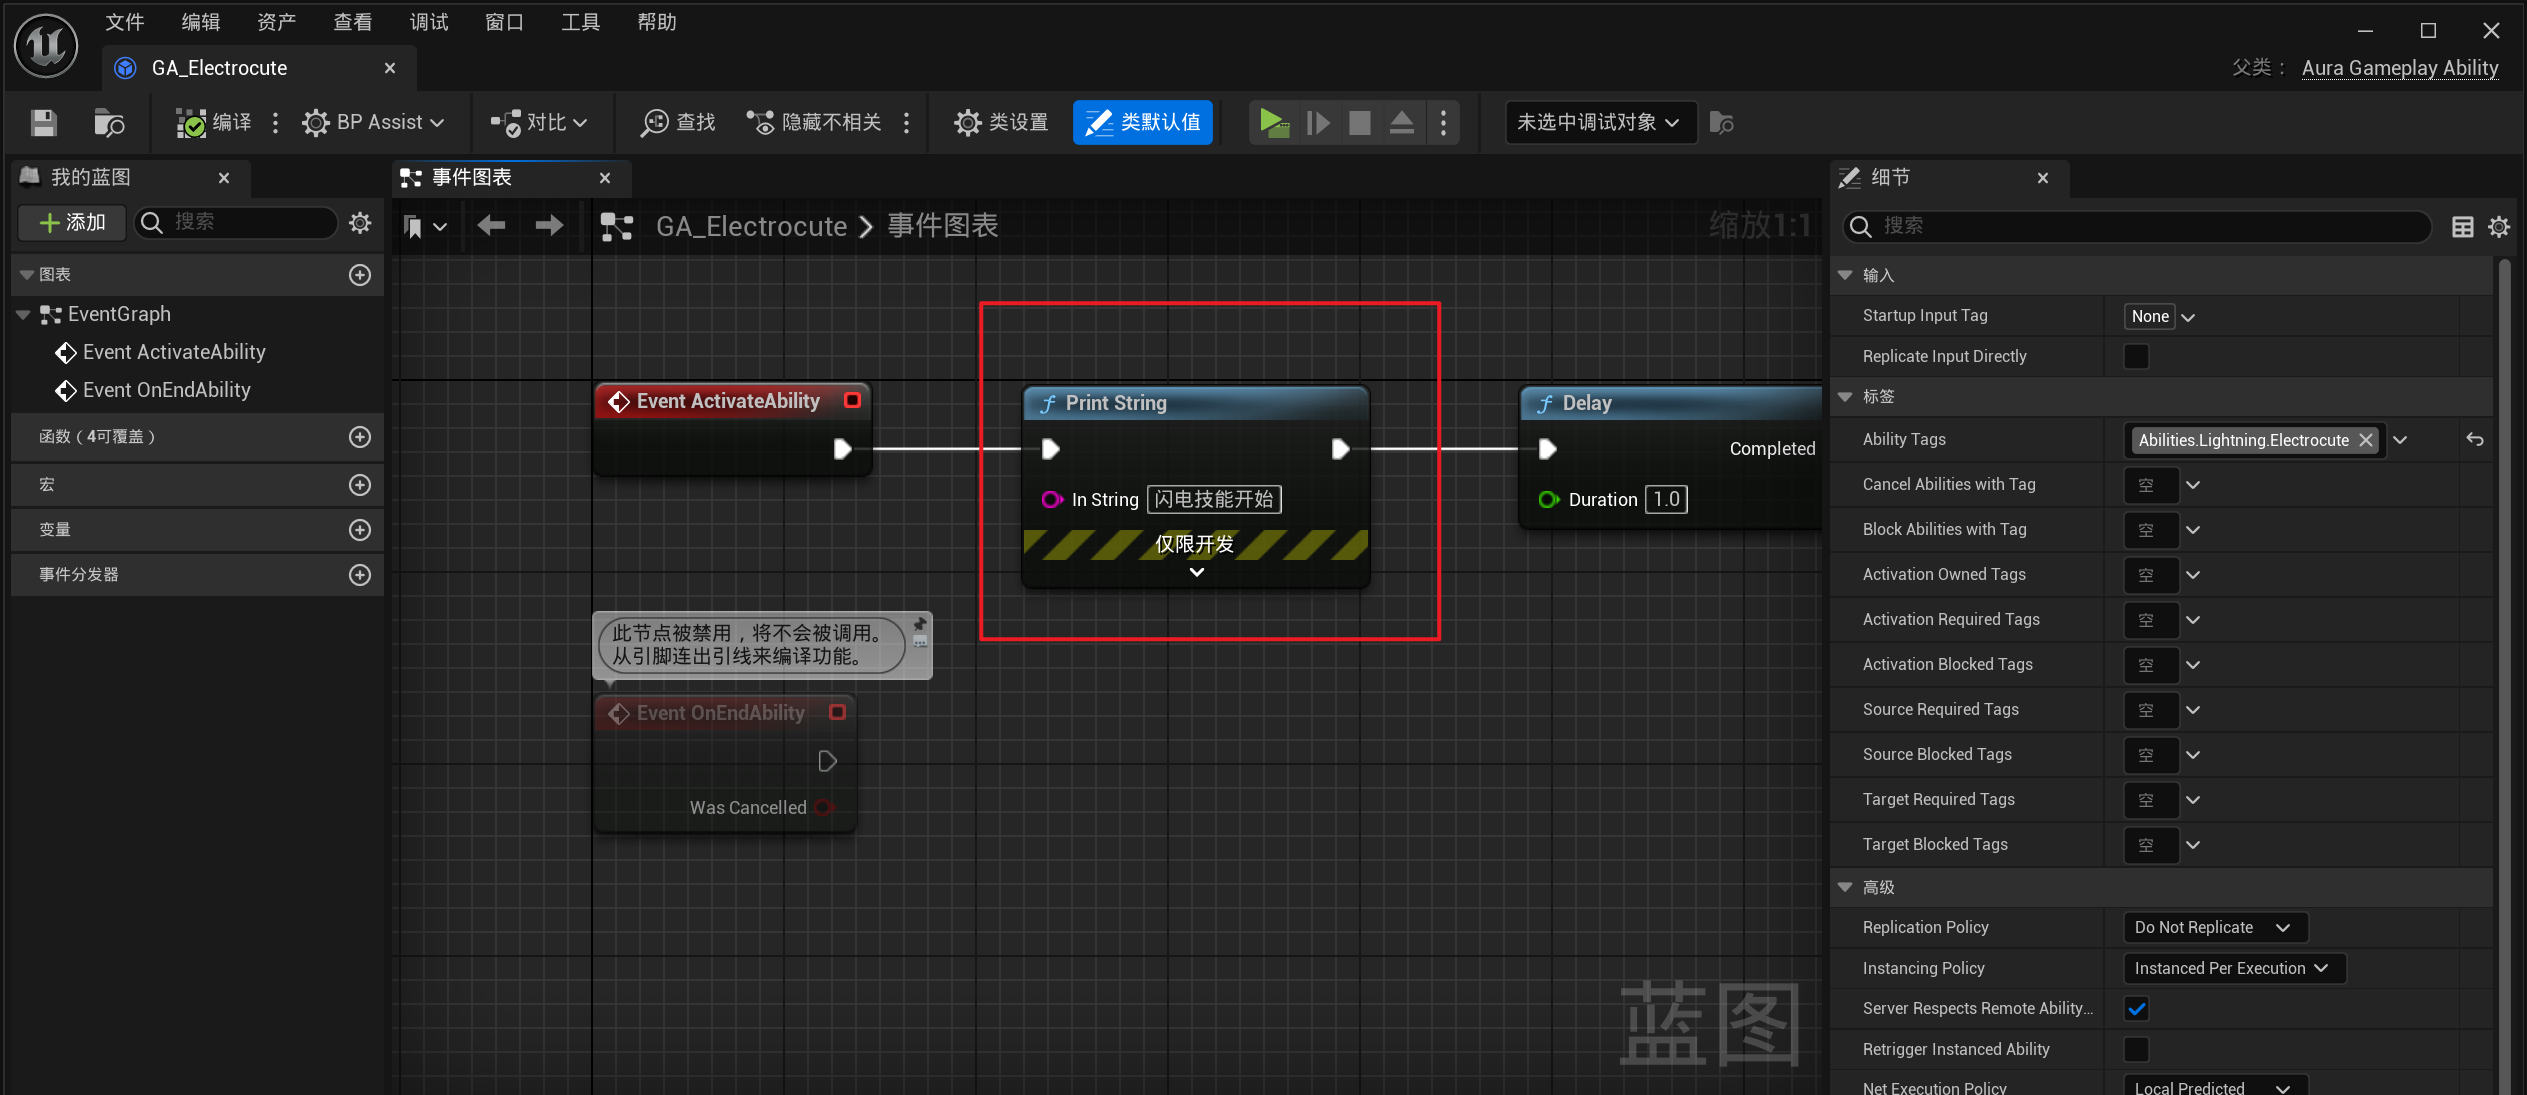 文件 编辑 资产 查看 调试 窗口 工具 帮助
GA_Electrocute
父类： Aura Gameplay Ability
编译 BP Assist 对比 查找 隐藏不相关 类设置 类默认值 未选中调试对象
我的蓝图
添加 搜索
图表
EventGraph
Event ActivateAbility
Event OnEndAbility
函数（4可覆盖）
宏
变量
事件分发器
事件图表
GA_Electrocute > 事件图表 缩放1:1
Event ActivateAbility
Print String
In String 闪电技能开始
仅限开发
Delay
Completed
Duration 1.0
此节点被禁用，将不会被调用。
从引脚连出引线来编译功能。
Event OnEndAbility
Was Cancelled
蓝图
细节
搜索
输入
Startup Input Tag None
Replicate Input Directly
标签
Ability Tags Abilities.Lightning.Electrocute
Cancel Abilities with Tag 空
Block Abilities with Tag 空
Activation Owned Tags 空
Activation Required Tags 空
Activation Blocked Tags 空
Source Required Tags 空
Source Blocked Tags 空
Target Required Tags 空
Target Blocked Tags 空
高级
Replication Policy Do Not Replicate
Instancing Policy Instanced Per Execution
Server Respects Remote Ability...
Retrigger Instanced Ability
Net Execution Policy Local Predicted